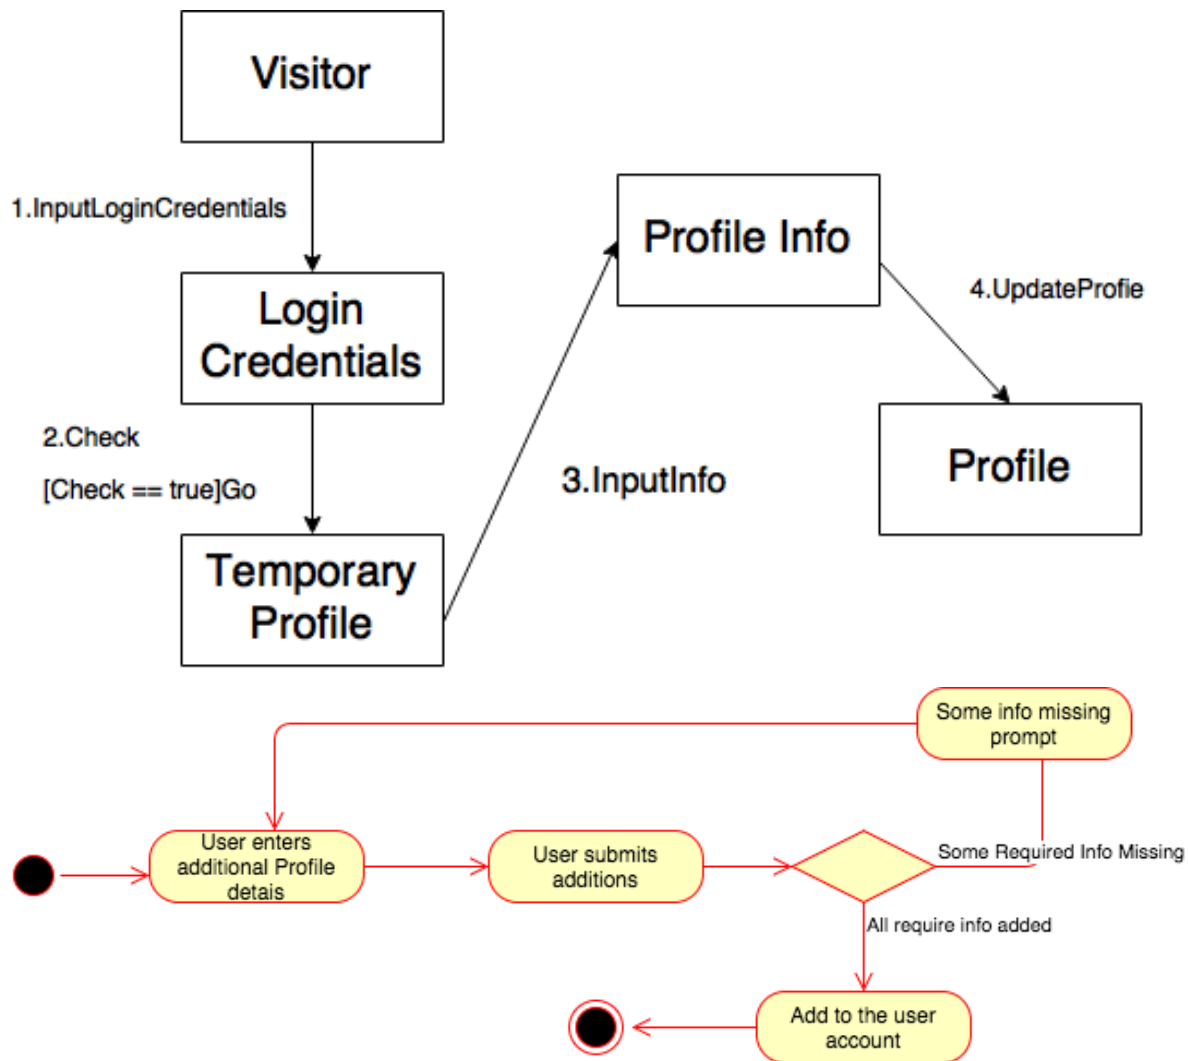 Visitor
1.InputLoginCredentials
Login
Credentials
2.Check
[Check == true]Go
Temporary
Profile
3.InputInfo
Profile Info
4.UpdateProfie
Profile
Some info missing
prompt
User enters
additional Profile
detais
User submits
additions
Some Required Info Missing
All require info added
Add to the user
account